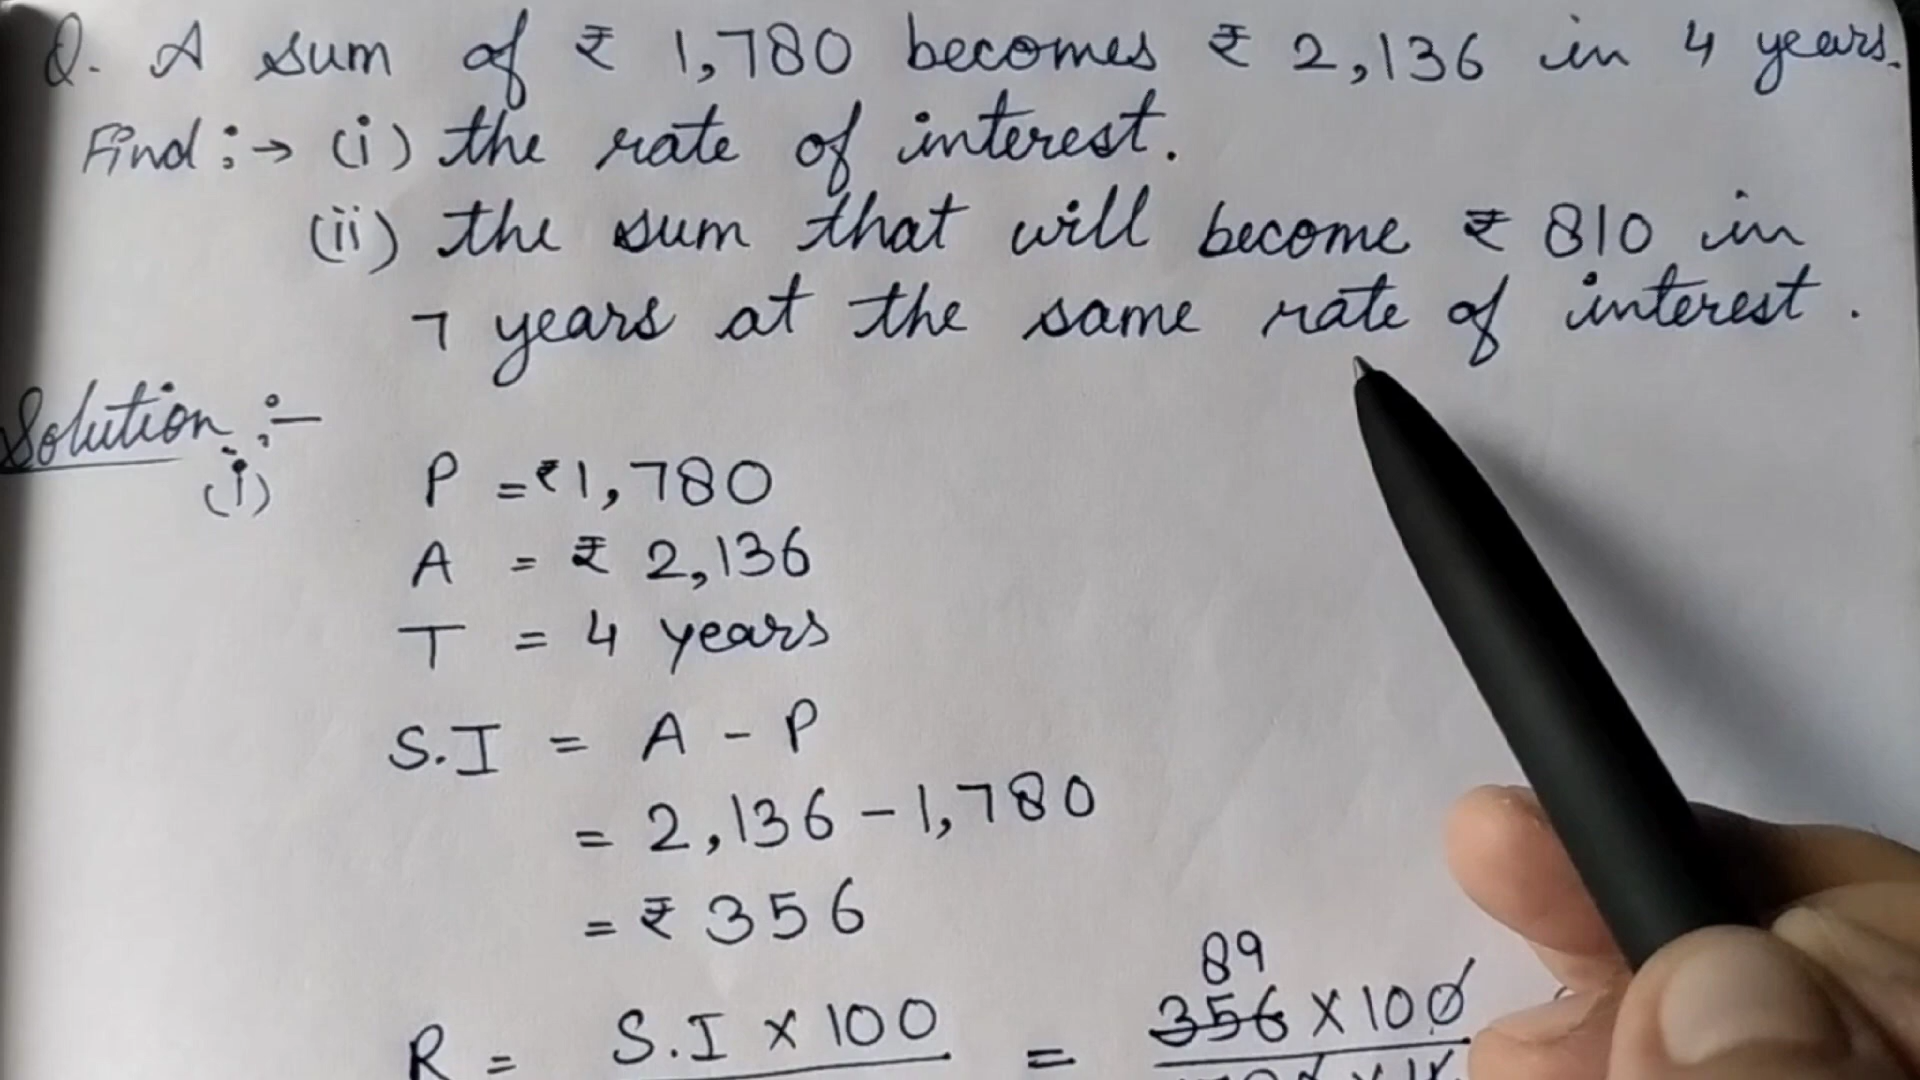 Q. A sum of ₹ 1,780 becomes ₹ 2,136 in 4 years.
Find :→ (i) the rate of interest.
(ii) the sum that will become ₹ 810 in
7 years at the same rate of interest.
Solution :-
(i) P = ₹1,780
A = ₹ 2,136
T = 4 years
S.I = A - P
= 2,136 - 1,780
= ₹ 356
89
R = S.I × 100 = 356 × 100